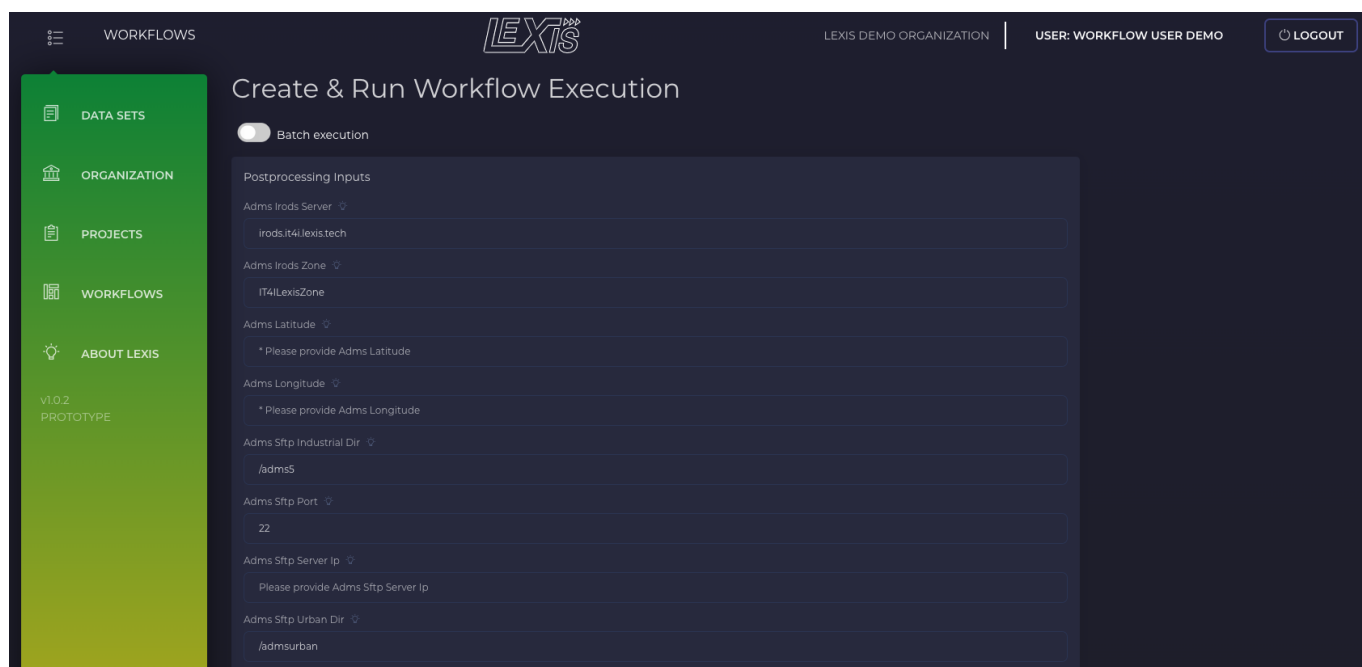 WORKFLOWS
LEXIS
LEXIS DEMO ORGANIZATION
USER: WORKFLOW USER DEMO
LOGOUT
DATA SETS
ORGANIZATION
PROJECTS
WORKFLOWS
ABOUT LEXIS
v1.0.2
PROTOTYPE
Create & Run Workflow Execution
Batch execution
Postprocessing Inputs
Adms Irods Server
irods.it4i.lexis.tech
Adms Irods Zone
IT4ILexisZone
Adms Latitude
* Please provide Adms Latitude
Adms Longitude
* Please provide Adms Longitude
Adms Sftp Industrial Dir
/adms5
Adms Sftp Port
22
Adms Sftp Server Ip
Please provide Adms Sftp Server Ip
Adms Sftp Urban Dir
/admsurban